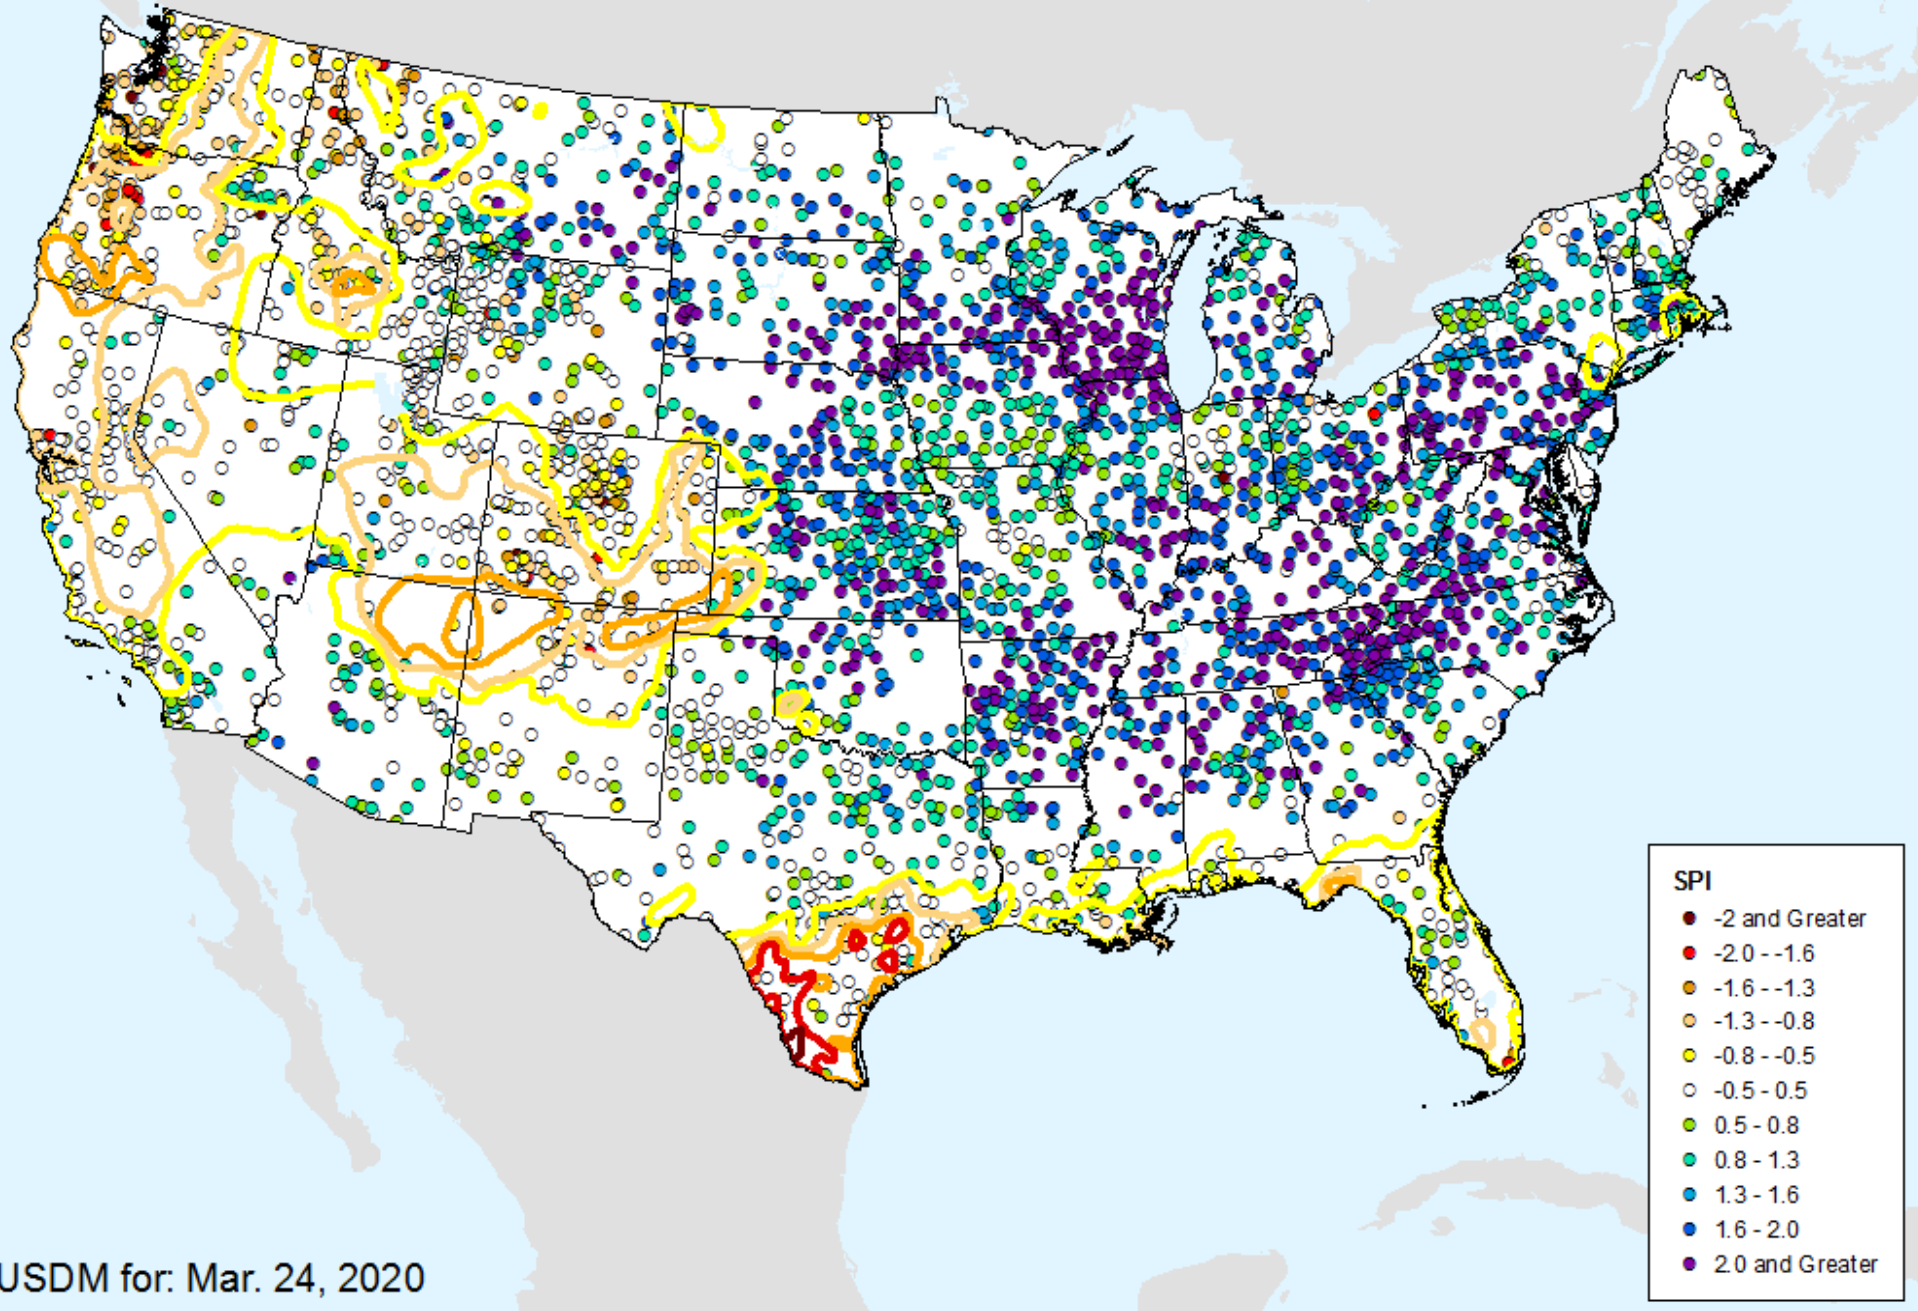 SPI
-2 and Greater
-2.0 - -1.6
-1.6 - -1.3
-1.3 - -0.8
-0.8 - -0.5
-0.5 - 0.5
0.5 - 0.8
0.8 - 1.3
1.3 - 1.6
1.6 - 2.0
2.0 and Greater
USDM for: Mar. 24, 2020